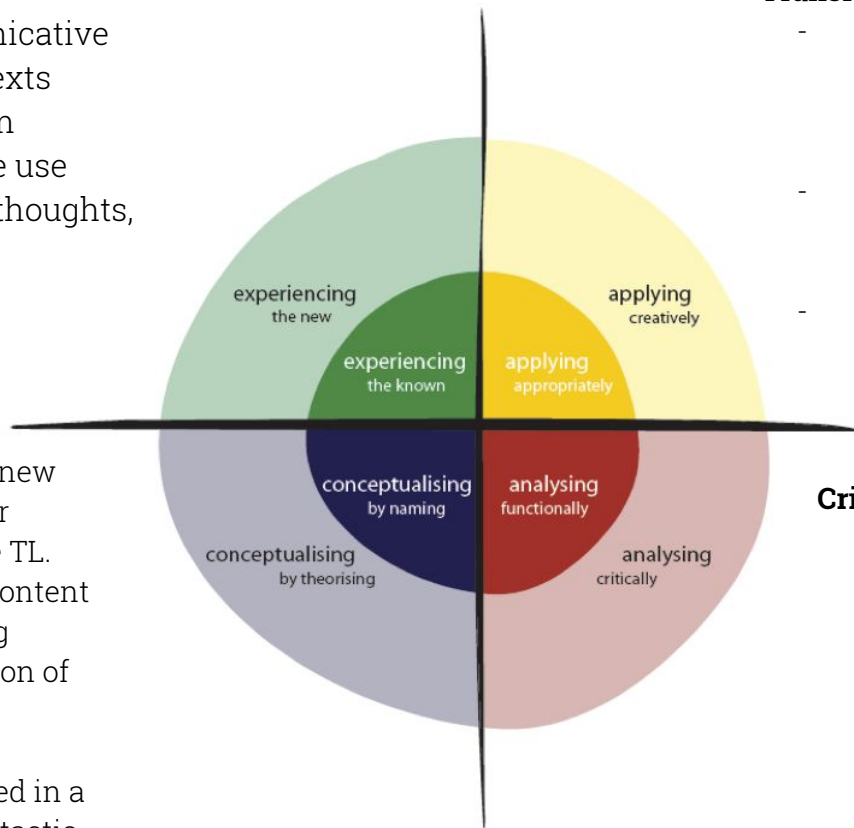 nicative
exts
n
e use
thoughts,
-
-
-
experiencing
the new
experiencing
the known
applying
creatively
applying
appropriately
conceptualising
by naming
conceptualising
by theorising
analysing
functionally
analysing
critically
new
r
e TL.
ontent
g
on of
ed in a
Cri